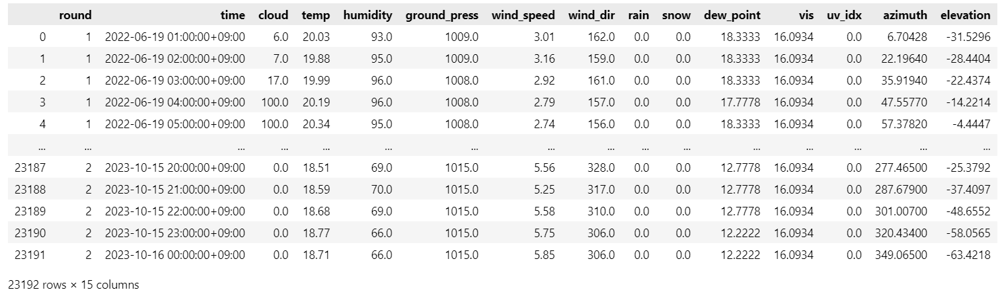 round time cloud temp humidity ground_press wind_speed wind_dir rain snow dew_point vis uv_idx azimuth elevation
0 1 2022-06-19 01:00:00+09:00 6.0 20.03 93.0 1009.0 3.01 162.0 0.0 0.0 18.3333 16.0934 0.0 6.70428 -31.5296
1 1 2022-06-19 02:00:00+09:00 7.0 19.88 95.0 1009.0 3.16 159.0 0.0 0.0 18.3333 16.0934 0.0 22.19640 -28.4404
2 1 2022-06-19 03:00:00+09:00 17.0 19.99 96.0 1008.0 2.92 161.0 0.0 0.0 18.3333 16.0934 0.0 35.91940 -22.4374
3 1 2022-06-19 04:00:00+09:00 100.0 20.19 96.0 1008.0 2.79 157.0 0.0 0.0 17.7778 16.0934 0.0 47.55770 -14.2214
4 1 2022-06-19 05:00:00+09:00 100.0 20.34 95.0 1008.0 2.74 156.0 0.0 0.0 18.3333 16.0934 0.0 57.37820 -4.4447
... ... ... ... ... ... ... ... ... ... ... ... ... ... ... ...
23187 2 2023-10-15 20:00:00+09:00 0.0 18.51 69.0 1015.0 5.56 328.0 0.0 0.0 12.7778 16.0934 0.0 277.46500 -25.3792
23188 2 2023-10-15 21:00:00+09:00 0.0 18.59 70.0 1015.0 5.25 317.0 0.0 0.0 12.7778 16.0934 0.0 287.67900 -37.4097
23189 2 2023-10-15 22:00:00+09:00 0.0 18.68 69.0 1015.0 5.58 310.0 0.0 0.0 12.7778 16.0934 0.0 301.00700 -48.6552
23190 2 2023-10-15 23:00:00+09:00 0.0 18.77 66.0 1015.0 5.75 306.0 0.0 0.0 12.2222 16.0934 0.0 320.43400 -58.0565
23191 2 2023-10-16 00:00:00+09:00 0.0 18.71 66.0 1015.0 5.85 306.0 0.0 0.0 12.2222 16.0934 0.0 349.06500 -63.4218
23192 rows × 15 columns